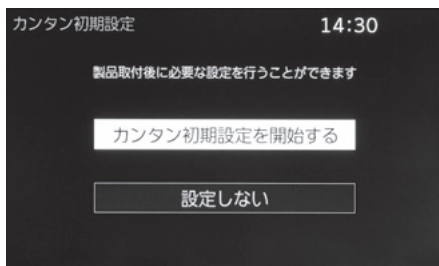 カンタン初期設定
14:30
製品取付後に必要な設定を行うことができます
カンタン初期設定を開始する
設定しない